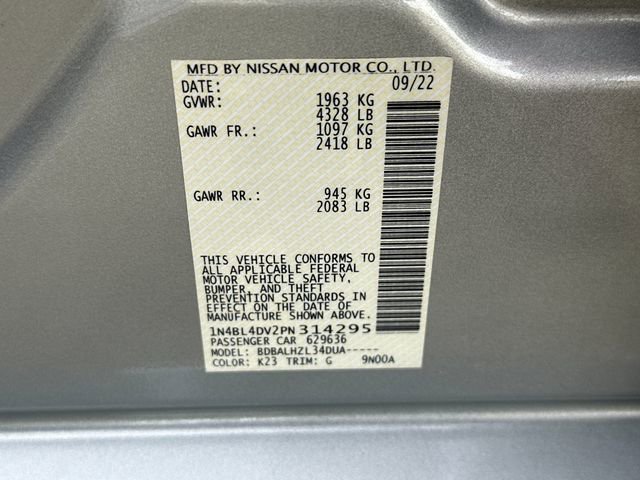 MFD BY NISSAN MOTOR CO., LTD.
DATE: 09/22
GVWR: 1963 KG
4328 LB
GAWR FR.: 1097 KG
2418 LB
GAWR RR.: 945 KG
2083 LB
THIS VEHICLE CONFORMS TO
ALL APPLICABLE FEDERAL
MOTOR VEHICLE SAFETY,
BUMPER, AND THEFT
PREVENTION STANDARDS
IN EFFECT ON THE DATE OF
MANUFACTURE SHOWN ABOVE.
1N4BL4DV2PN314295
PASSENGER CAR 629636
MODEL: BDBALHZL34DUA-----
COLOR: K23 TRIM: G 9N00A